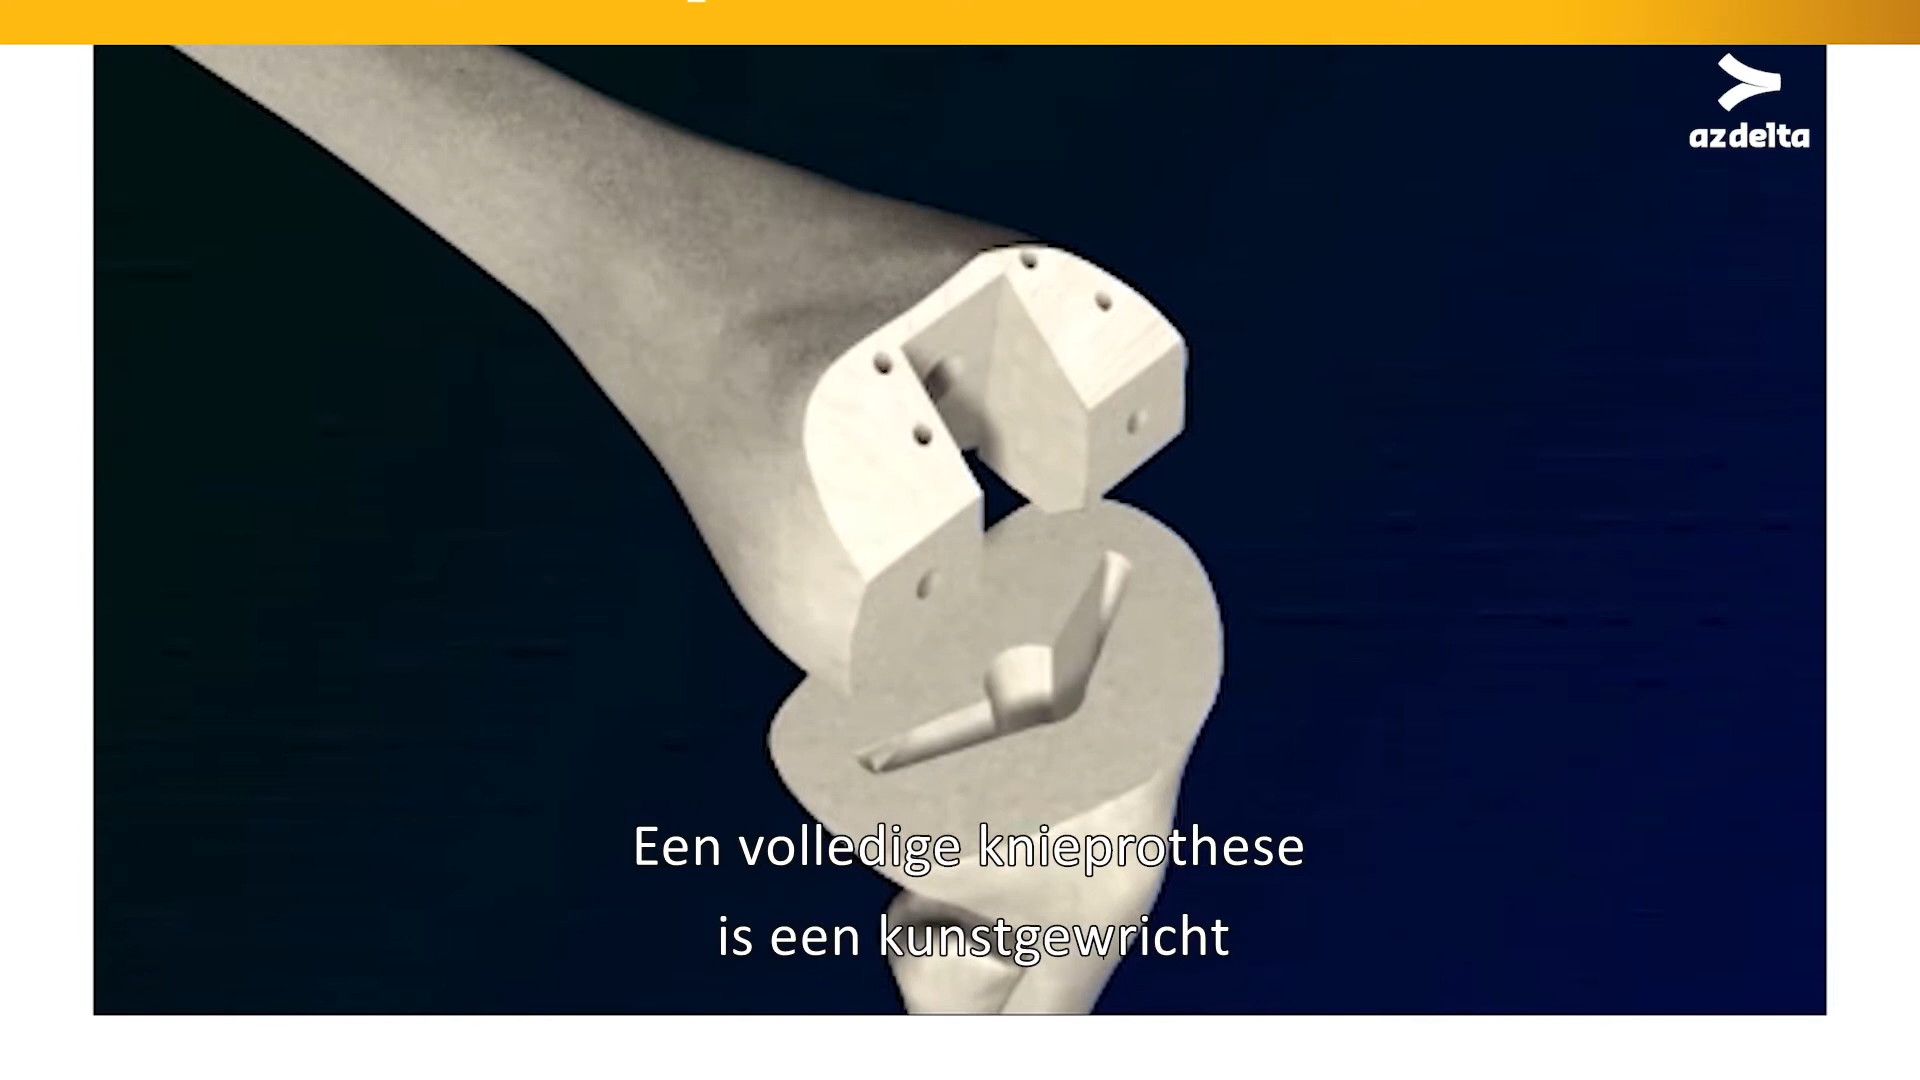 azdelta
Een volledige knieprothese
is een kunstgewricht